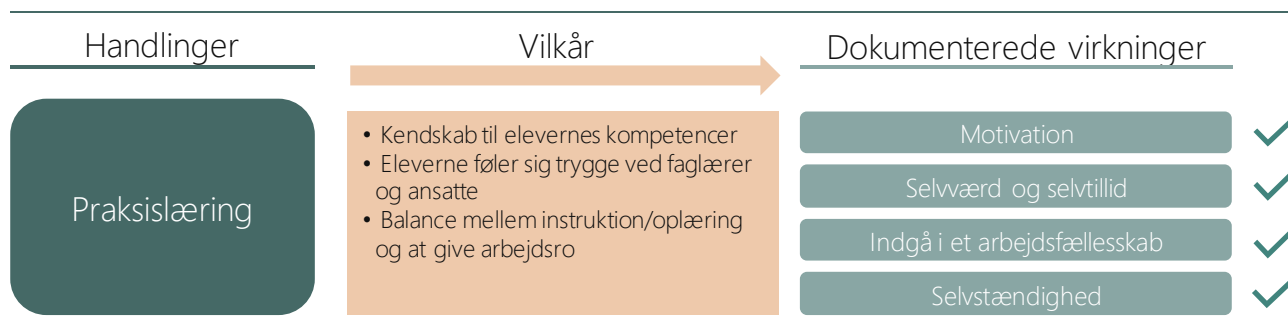 Handlinger
Vilkår
Dokumenterede virkninger
Praksislæring
• Kendskab til elevernes kompetencer
• Eleverne føler sig trygge ved faglærer
og ansatte
• Balance mellem instruktion/oplæring
og at give arbejdsro
Motivation
Selvværd og selvtillid
Indgå i et arbejdsfællesskab
Selvstændighed